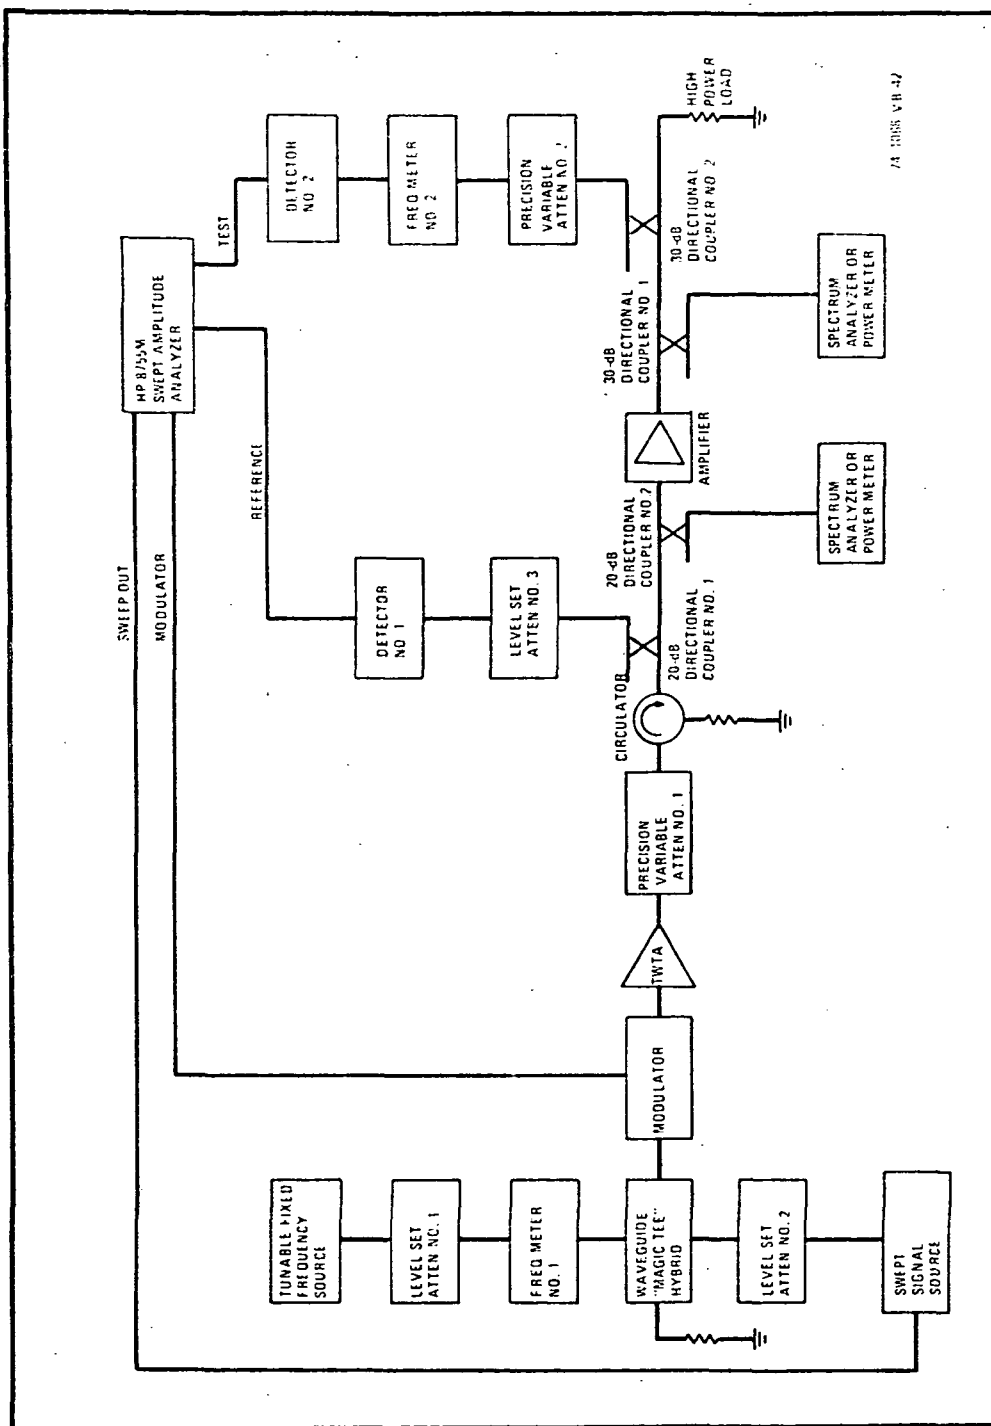 SWEEP OUT
MODULATOR
HP 8755M
SWEPT AMPLITUDE
ANALYZER
REFERENCE
TEST
TUNABLE FIXED
FREQUENCY
SOURCE
LEVEL SET
ATTEN NO. 1
FREQ METER
NO. 1
WAVEGUIDE
"MAGIC TEE"
HYBRID
LEVEL SET
ATTEN NO. 2
SWEPT
SIGNAL
SOURCE
MODULATOR
TWTA
PRECISION
VARIABLE
ATTEN NO. 1
CIRCULATOR
DETECTOR
NO 1
LEVEL SET
ATTEN NO. 3
20-dB
DIRECTIONAL
COUPLER NO. 1
20-dB
DIRECTIONAL
COUPLER NO. 2
AMPLIFIER
SPECTRUM
ANALYZER OR
POWER METER
30-dB
DIRECTIONAL
COUPLER NO. 1
SPECTRUM
ANALYZER OR
POWER METER
DETECTOR
NO 2
FREQ METER
NO. 2
PRECISION
VARIABLE
ATTEN NO. 2
30-dB
DIRECTIONAL
COUPLER NO 2
HIGH
POWER
LOAD